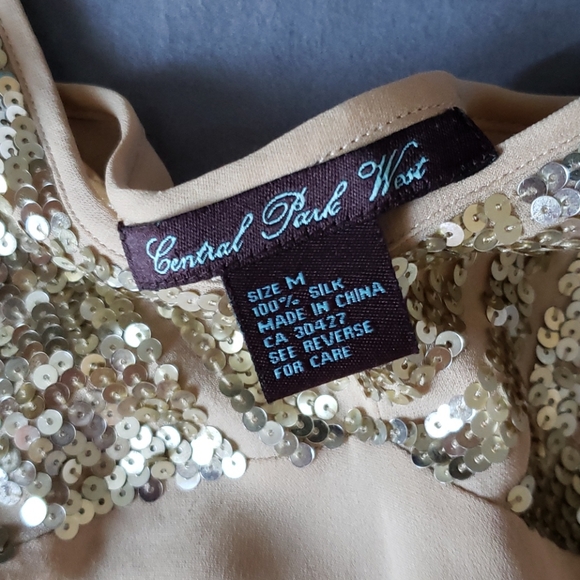 Central Park West
SIZE M
100% SILK
MADE IN CHINA
CA 30427
SEE REVERSE
FOR CARE